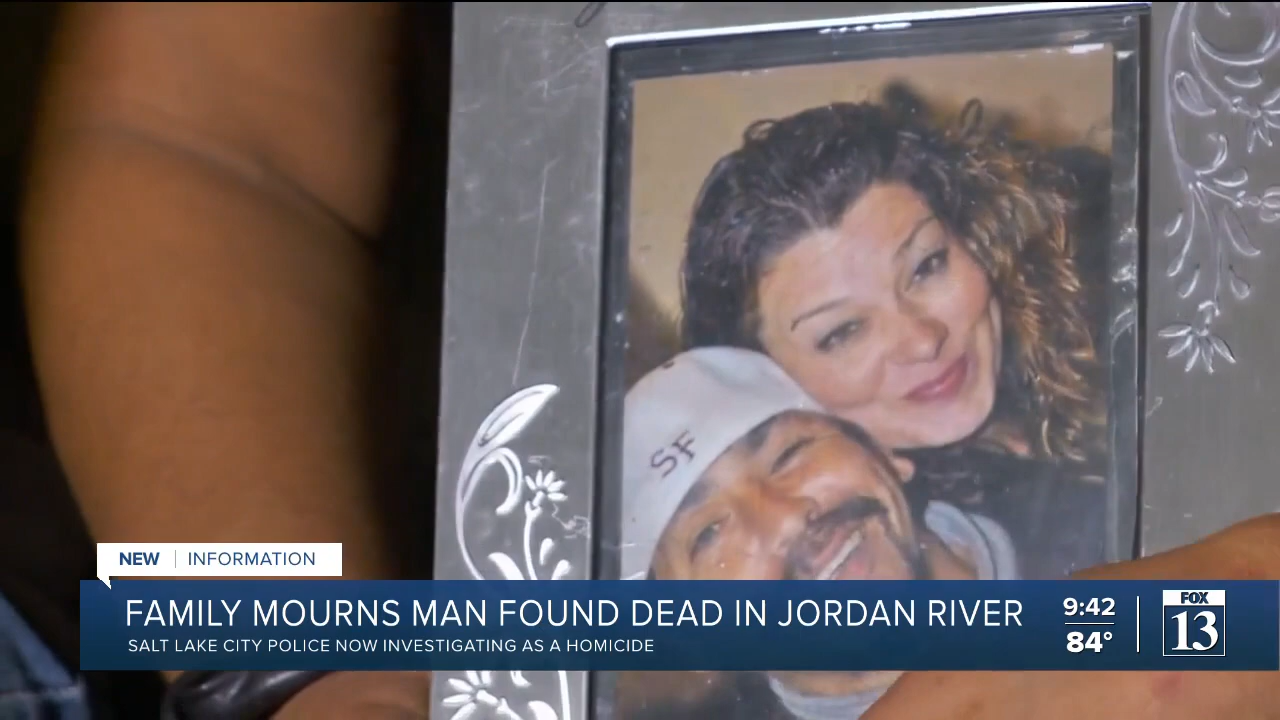 SF
NEW INFORMATION
FAMILY MOURNS MAN FOUND DEAD IN JORDAN RIVER
SALT LAKE CITY POLICE NOW INVESTIGATING AS A HOMICIDE
9:42
84°
FOX
13